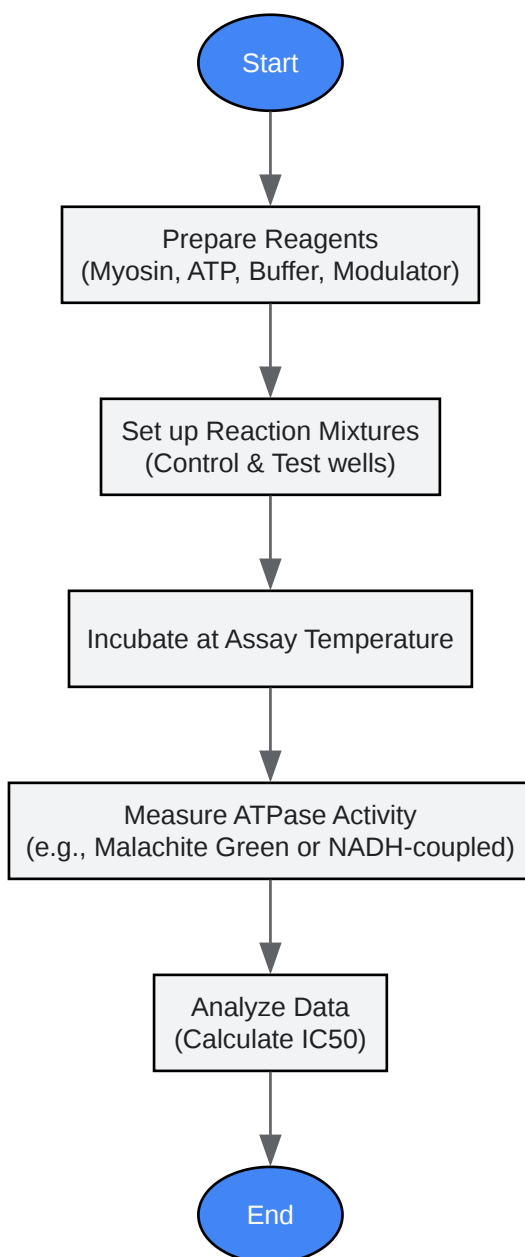 Start
Prepare Reagents
(Myosin, ATP, Buffer, Modulator)
Set up Reaction Mixtures
(Control & Test wells)
Incubate at Assay Temperature
Measure ATPase Activity
(e.g., Malachite Green or NADH-coupled)
Analyze Data
(Calculate IC50)
End